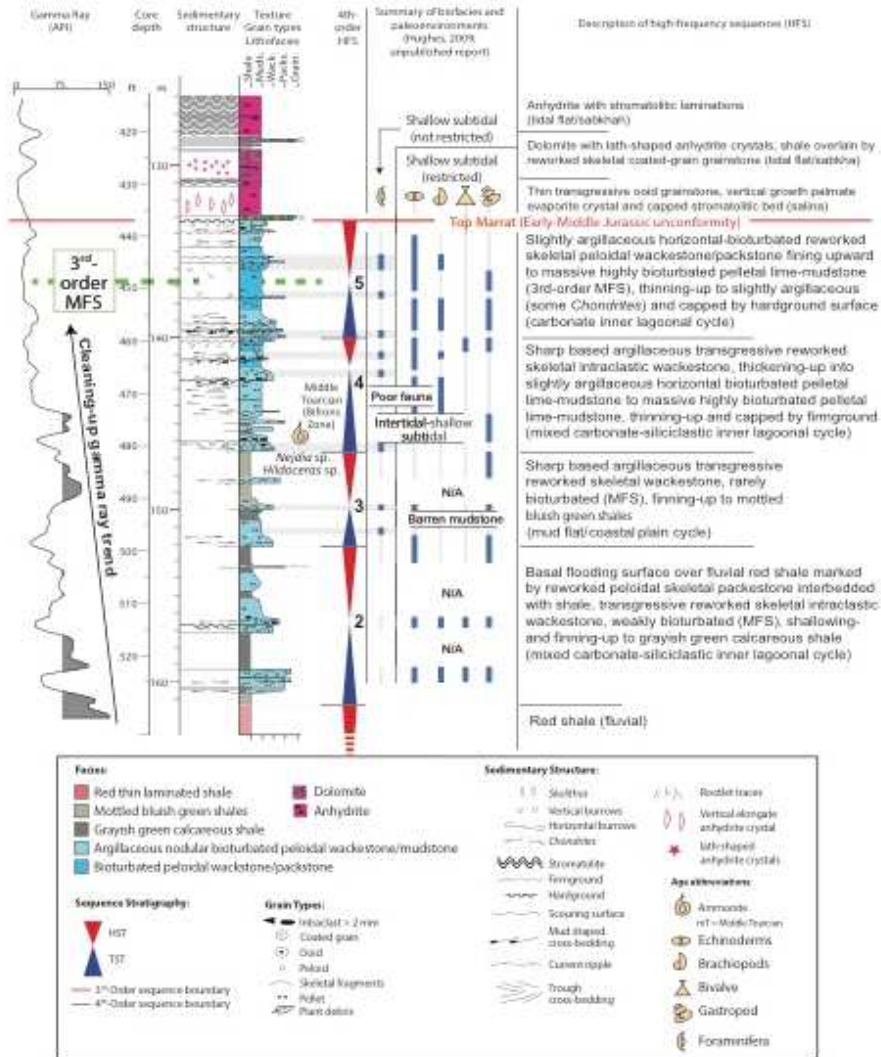 Gamma Ray
(API)
Core
depth
Sedimentary
structure
Texture
Grain types
Lithofacies
4th-
order
HFS
Summary of biofacies and
paleoenvironments
(Hughes, 2009,
unpublished report)
Description of high-frequency sequences (HFS)
0 75 150
ft
m
Shale
Muds.
Wack.
Packs.
Grain.
420
430
440
450
460
470
480
490
500
510
520
130
140
150
160
Shallow subtidal
(not restricted)
Shallow subtidal
(restricted)
Anhydrite with stromatolitic laminations
(tidal flat/sabkhah)
Dolomite with lath-shaped anhydrite crystals, shale overlain by
reworked skeletal coated-grain grainstone (tidal flat/sabkha)
Thin transgressive ooid grainstone, vertical growth palmate
evaporite crystal and capped stromatolitic bed (salina)
Top Marrat (Early-Middle Jurassic unconformity)
3rd-
order
MFS
Cleaning-up gamma ray trend
5
Slightly argillaceous horizontal-bioturbated reworked
skeletal peloidal wackestone/packstone fining upward
to massive highly bioturbated pelletal lime-mudstone
(3rd-order MFS), thinning-up to slightly argillaceous
(some Chondrites) and capped by hardground surface
(carbonate inner lagoonal cycle)
4
Middle
Toarcian
(Bifrons
Zone)
Nejdia sp.
Hildoceras sp.
Poor fauna
Intertidal-shallow
subtidal
Sharp based argillaceous transgressive reworked
skeletal intraclastic wackestone, thickening-up into
slightly argillaceous horizontal bioturbated pelletal
lime-mudstone to massive highly bioturbated pelletal
lime-mudstone, thinning-up and capped by firmground
(mixed carbonate-siliciclastic inner lagoonal cycle)
3
N/A
Barren mudstone
Sharp based argillaceous transgressive
reworked skeletal wackestone, rarely
bioturbated (MFS), finning-up to mottled
bluish green shales
(mud flat/coastal plain cycle)
2
N/A
N/A
Basal flooding surface over fluvial red shale marked
by reworked peloidal skeletal packestone interbedded
with shale, transgressive reworked skeletal intraclastic
wackestone, weakly bioturbated (MFS), shallowing-
and finning-up to grayish green calcareous shale
(mixed carbonate-siliciclastic inner lagoonal cycle)
Red shale (fluvial)
Facies:
Red thin laminated shale
Mottled bluish green shales
Grayish green calcareous shale
Argillaceous nodular bioturbated peloidal wackestone/mudstone
Bioturbated peloidal wackstone/packstone
Dolomite
Anhydrite
Sequence Stratigraphy:
HST
TST
3rd-Order sequence boundary
4th-Order sequence boundary
Grain Types:
Intraclast > 2 mm
Coated grain
Ooid
Peloid
Skeletal fragments
Pellet
Plant debris
Sedimentary Structure:
Skolithos
Vertical burrows
Horizontal burrows
Chondrites
Stromatolite
Firmground
Hardground
Scouring surface
Mud draped
cross-bedding
Current ripple
Trough
cross-bedding
Rootlet traces
Vertical elongate
anhydrite crystal
lath-shaped
anhydrite crystals
Age abbreviations
Ammonite
mT = Middle Toarcian
Echinoderms
Brachiopods
Bivalve
Gastropod
Foraminifera